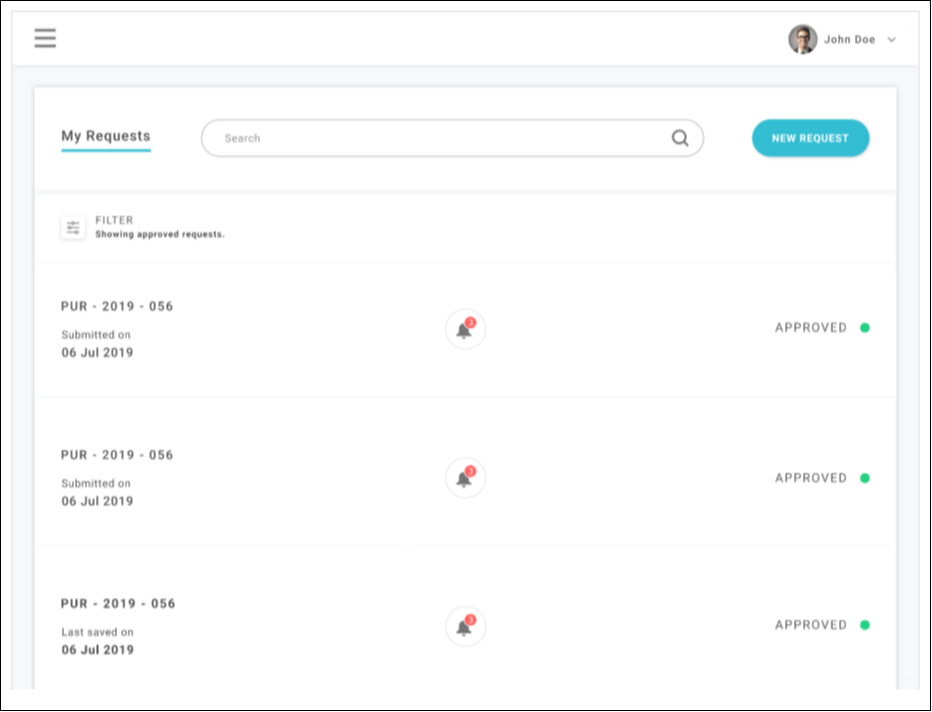 John Doe
My Requests
Search
NEW REQUEST
FILTER
Showing approved requests.
PUR - 2019 - 056
Submitted on
06 Jul 2019
3
APPROVED
PUR - 2019 - 056
Submitted on
06 Jul 2019
3
APPROVED
PUR - 2019 - 056
Last saved on
06 Jul 2019
3
APPROVED